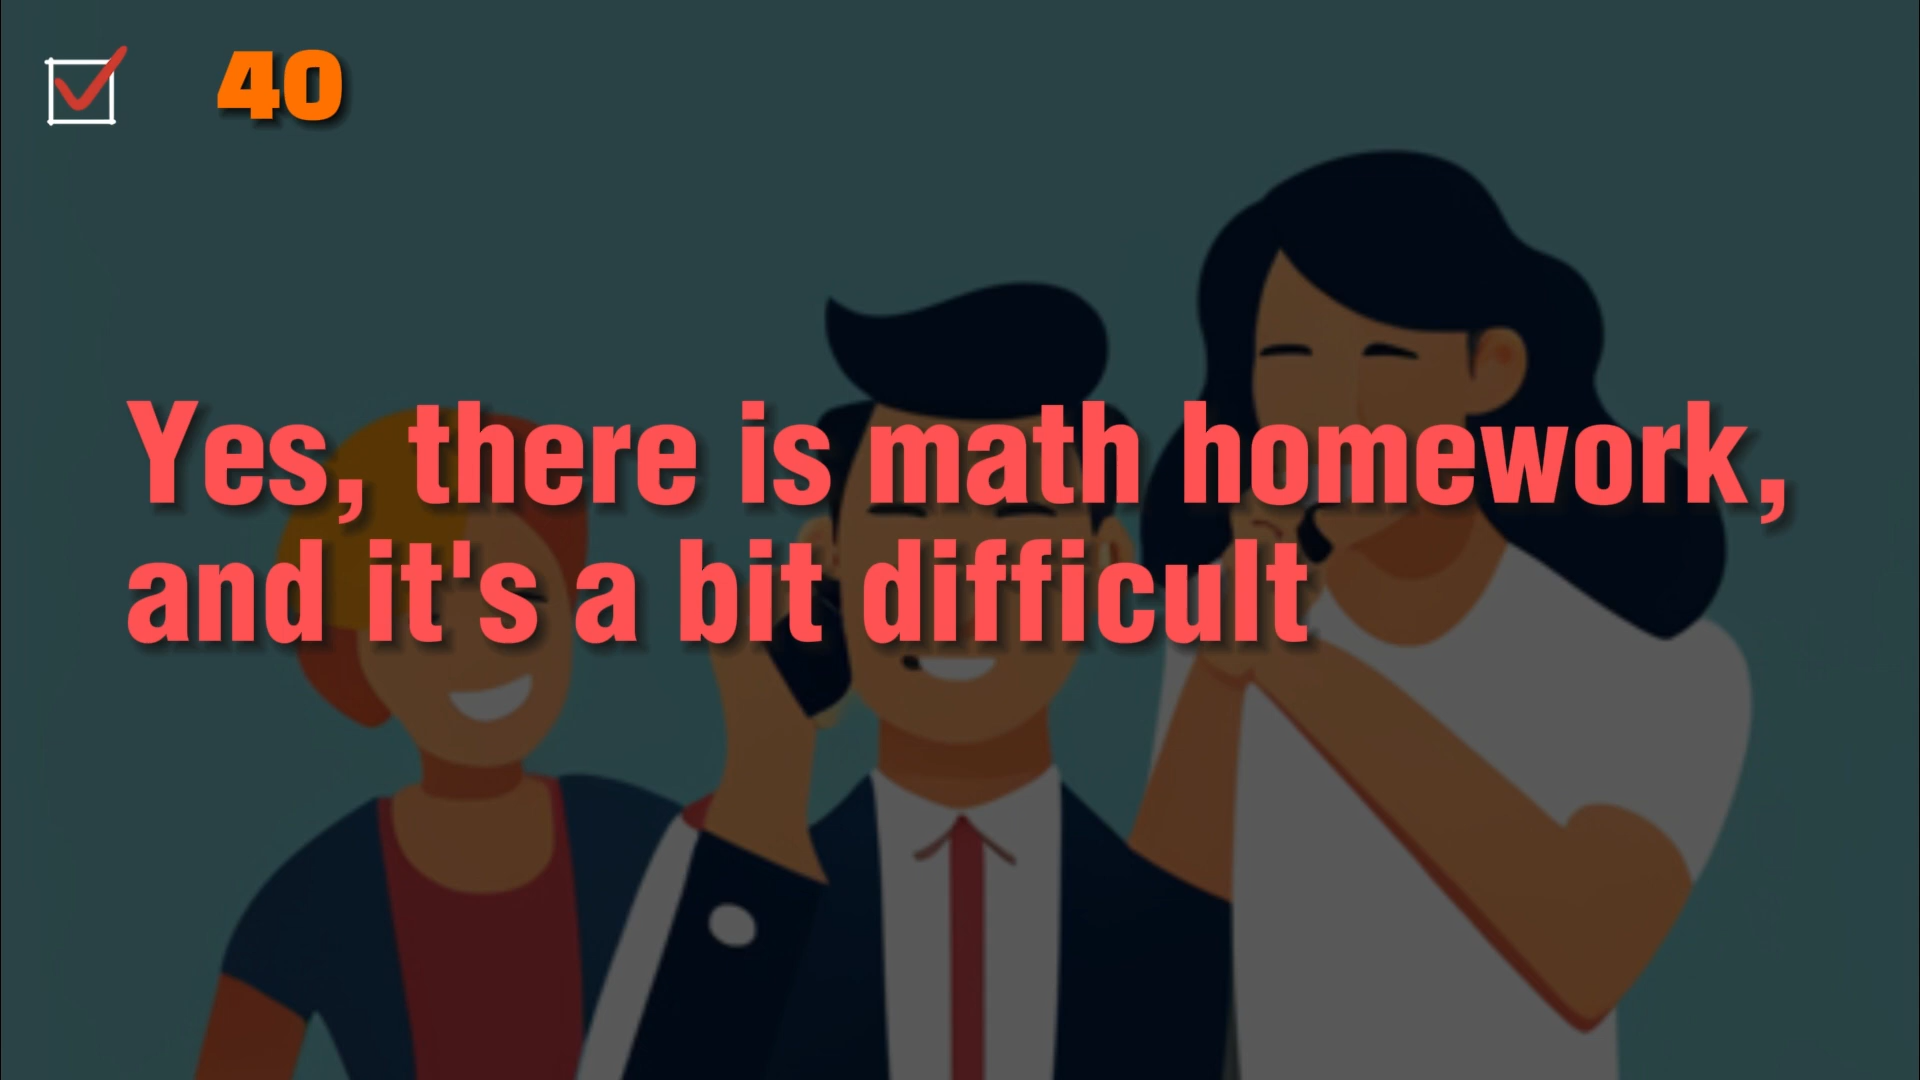 40
Yes, there is math homework,
and it's a bit difficult